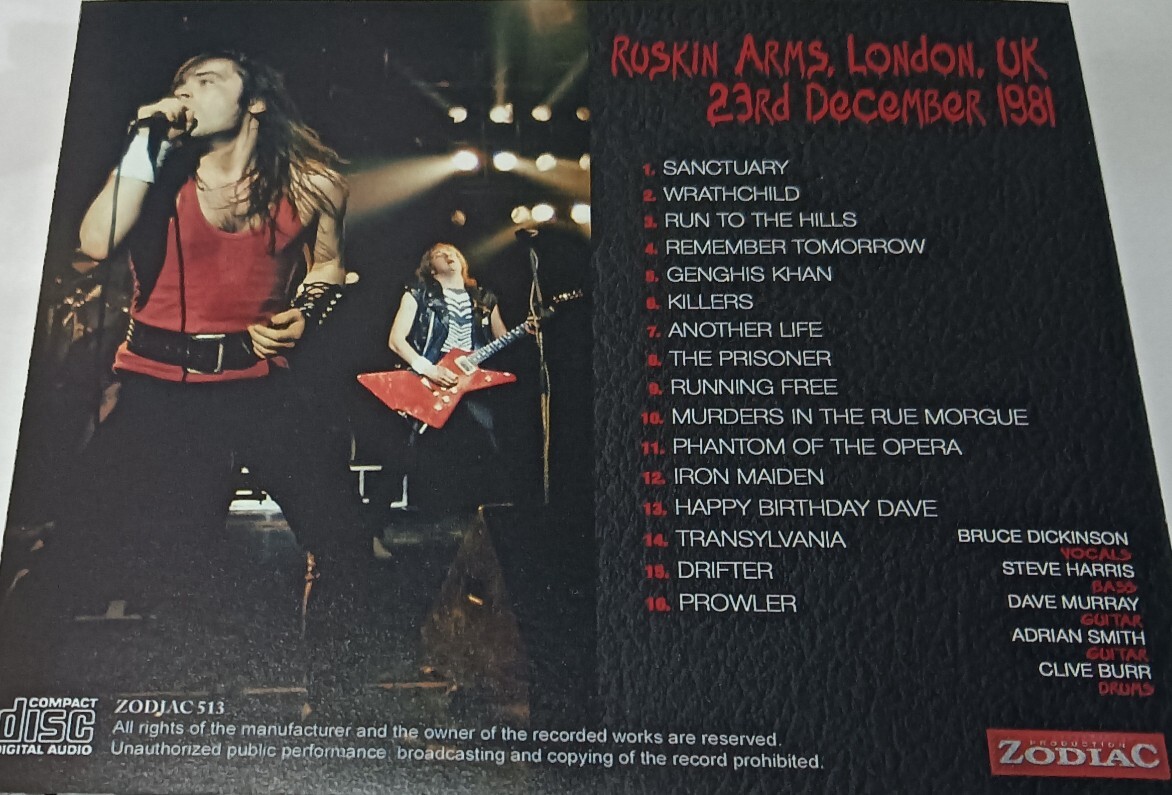 RUSKIN ARMS, LONDON, UK
23RD DECEMBER 1981
1. SANCTUARY
2. WRATHCHILD
3. RUN TO THE HILLS
4. REMEMBER TOMORROW
5. GENGHIS KHAN
6. KILLERS
7. ANOTHER LIFE
8. THE PRISONER
9. RUNNING FREE
10. MURDERS IN THE RUE MORGUE
11. PHANTOM OF THE OPERA
12. IRON MAIDEN
13. HAPPY BIRTHDAY DAVE
14. TRANSYLVANIA
15. DRIFTER
16. PROWLER
BRUCE DICKINSON
VOCALS
STEVE HARRIS
BASS
DAVE MURRAY
GUITAR
ADRIAN SMITH
GUITAR
CLIVE BURR
DRUMS
COMPACT
disc
DIGITAL AUDIO
ZODJAC 513
All rights of the manufacturer and the owner of the recorded works are reserved.
Unauthorized public performance, broadcasting and copying of the record prohibited.
PRODUCTION
ZODIAC